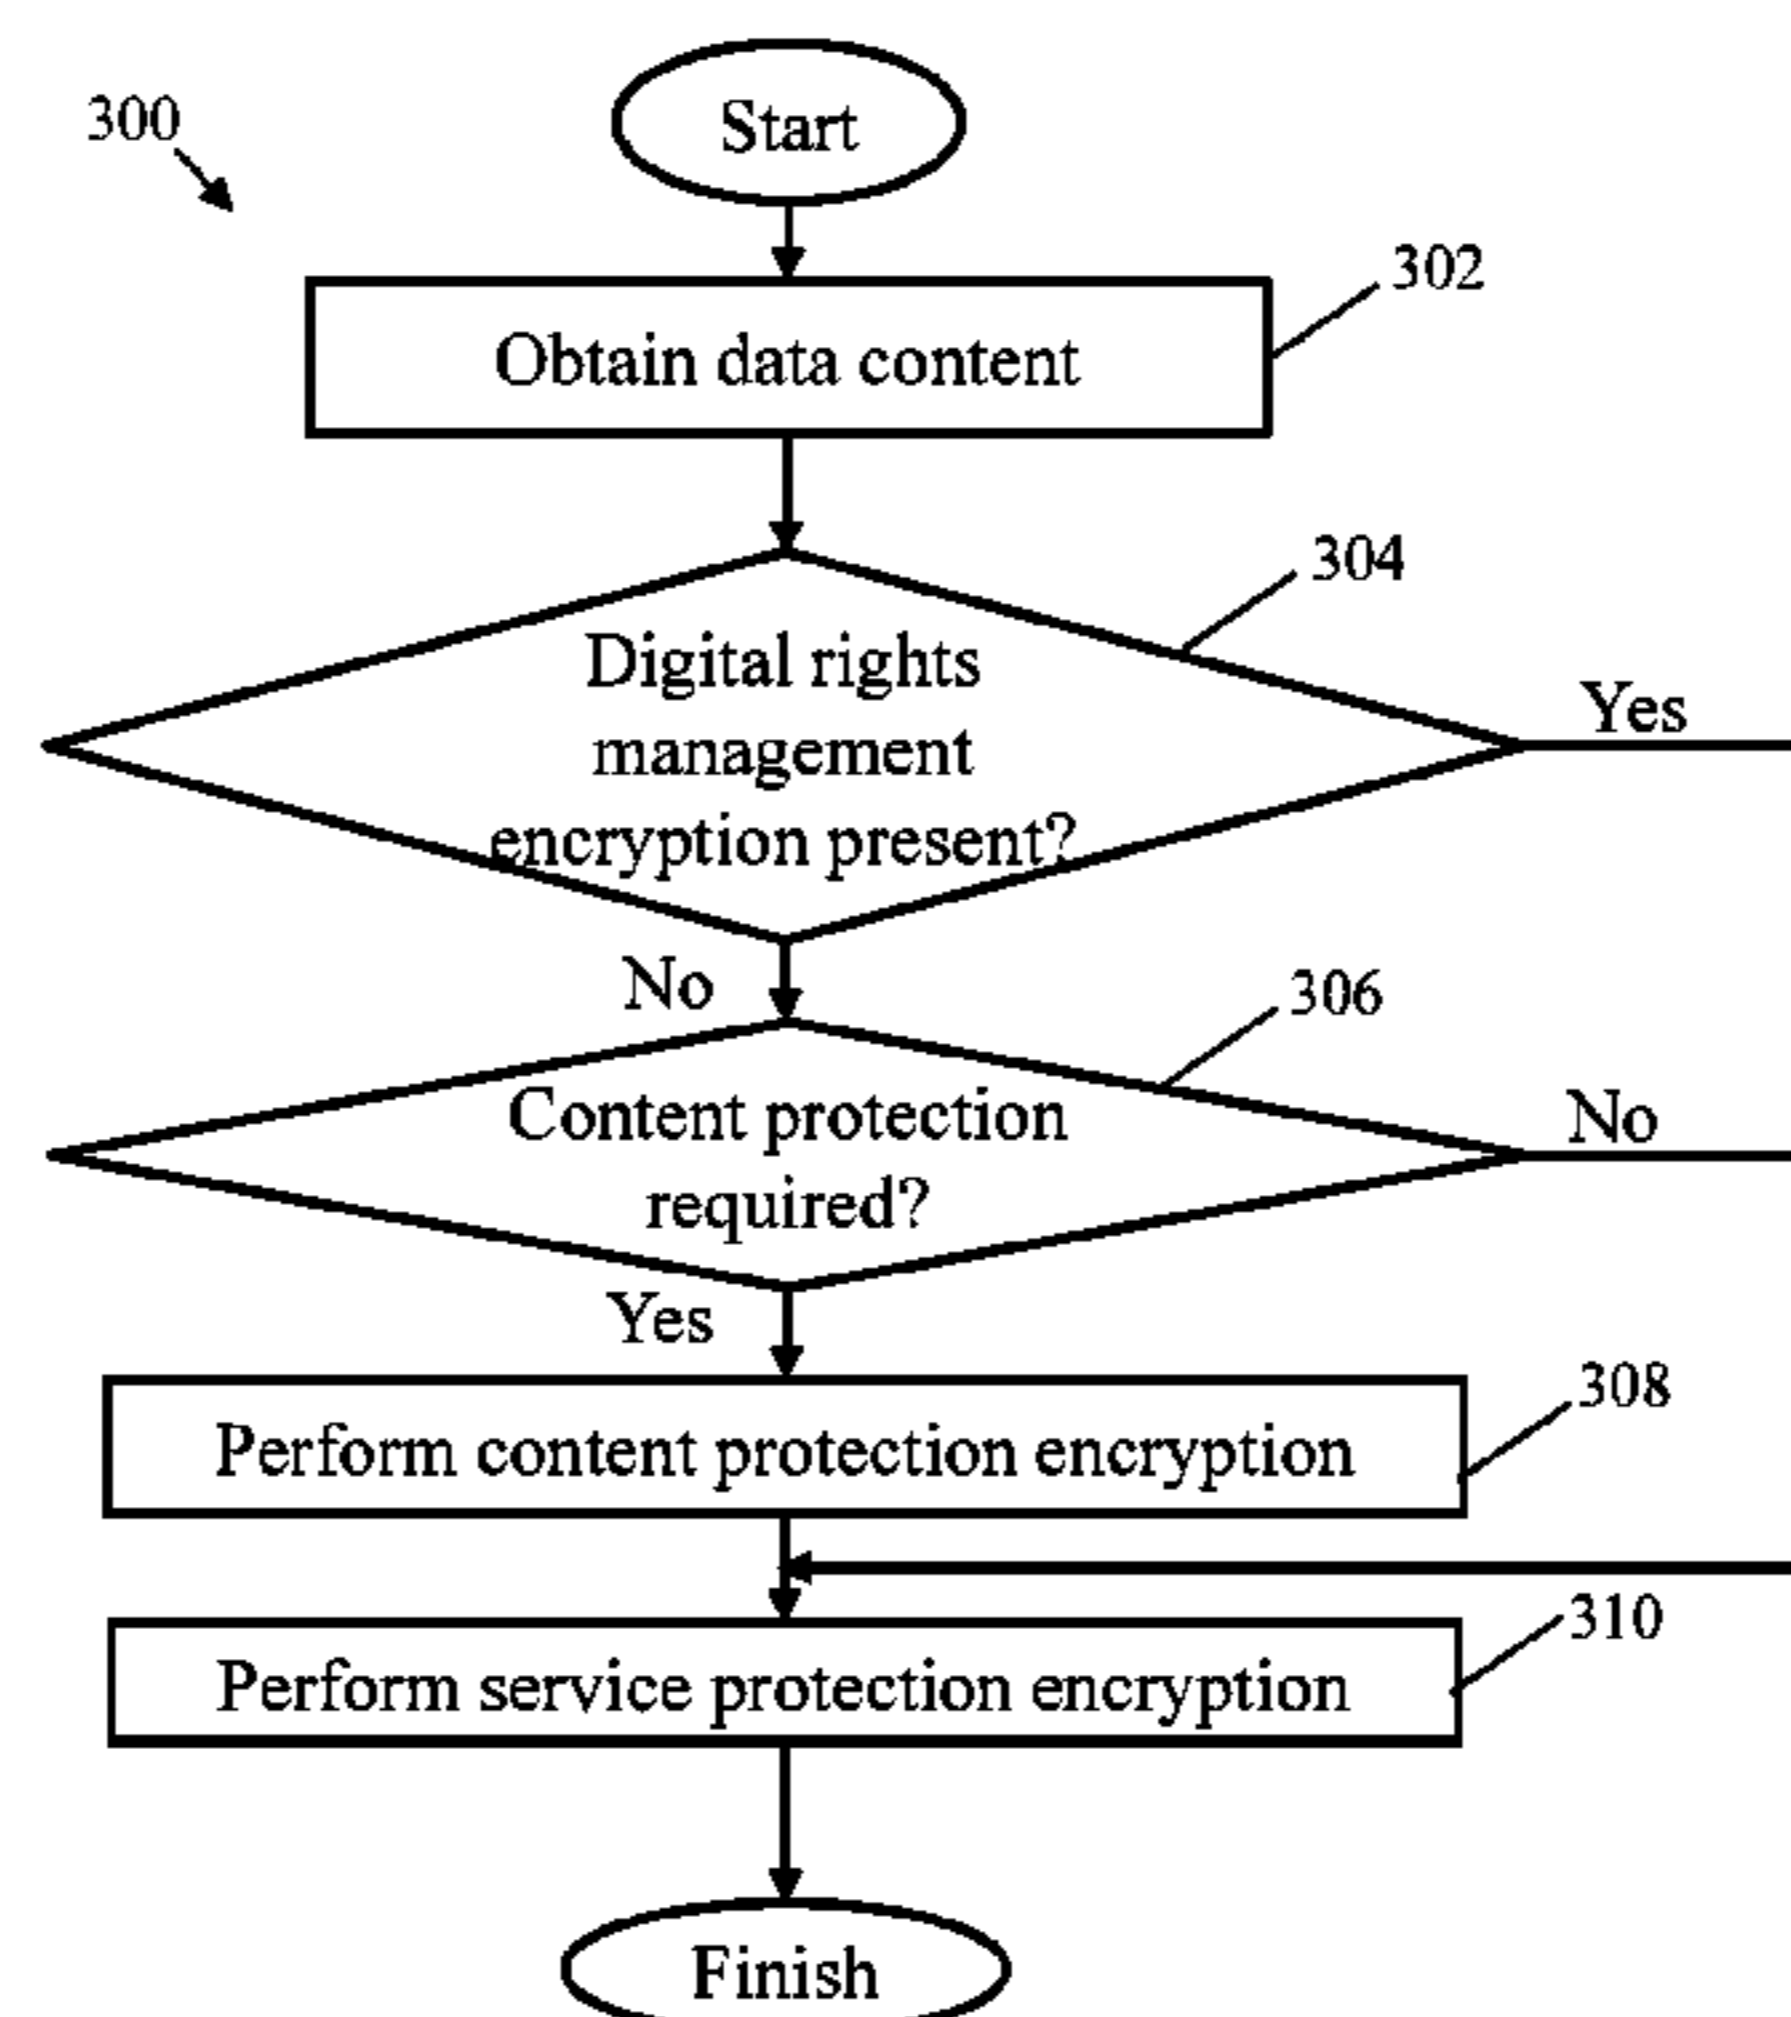 300
Start
302
Obtain data content
304
Digital rights
management
encryption present?
Yes
No
306
Content protection
required?
No
Yes
308
Perform content protection encryption
310
Perform service protection encryption
Finish